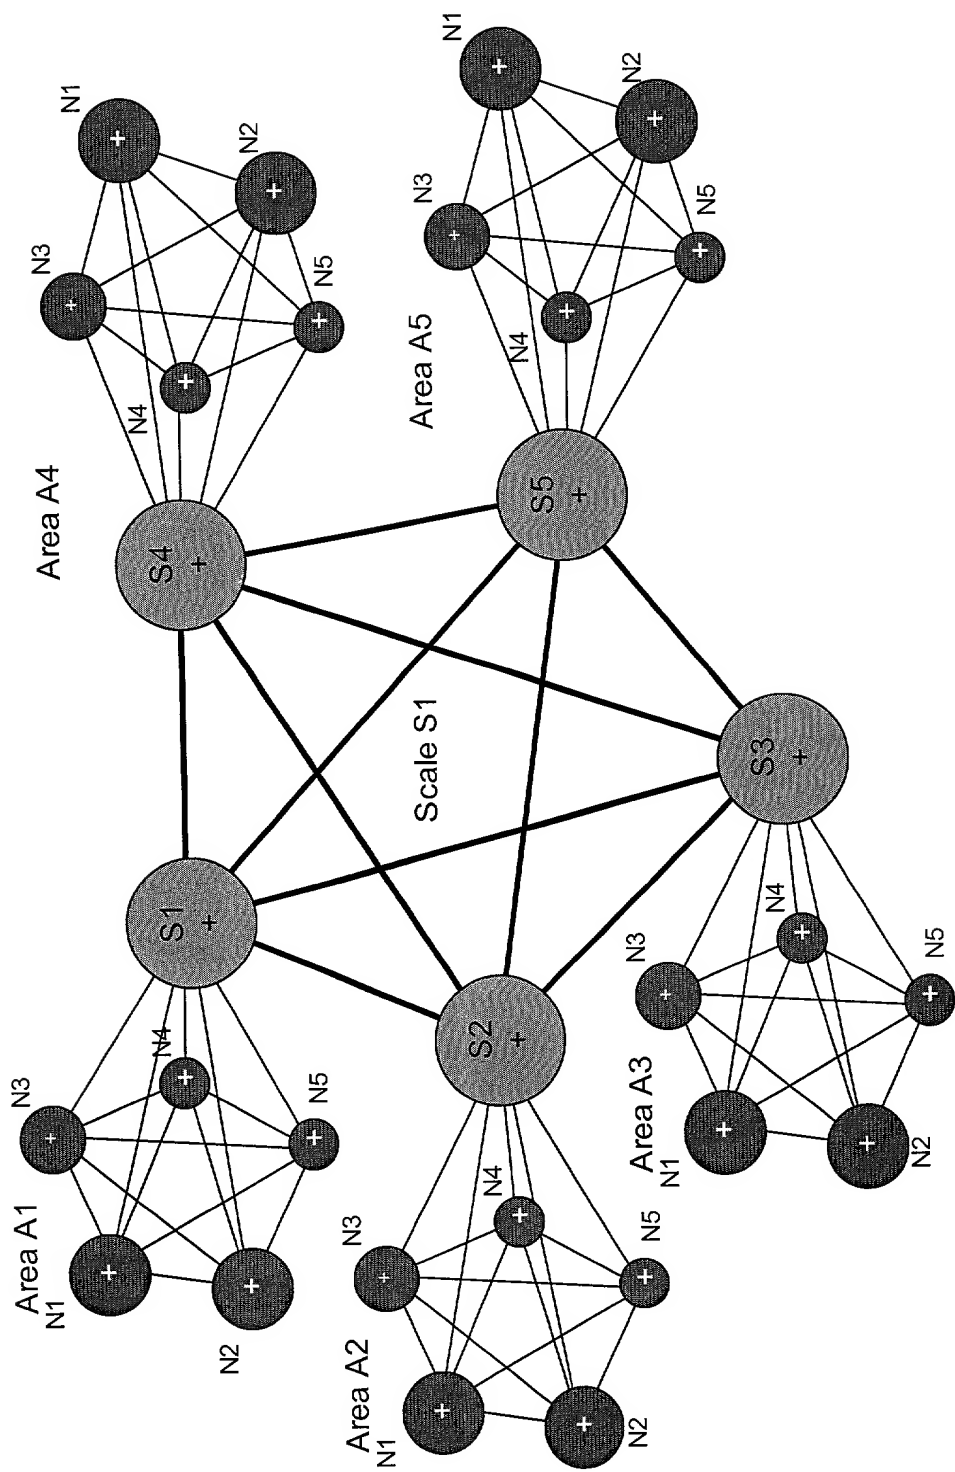 Area A1
N1
N2
N3
N4
N5
S1
Area A2
N1
N2
N3
N4
N5
S2
Area A3
N1
N2
N3
N4
N5
S3
Scale S1
Area A4
S4
N4
N3
N5
N2
N1
Area A5
S5
N4
N3
N5
N2
N1